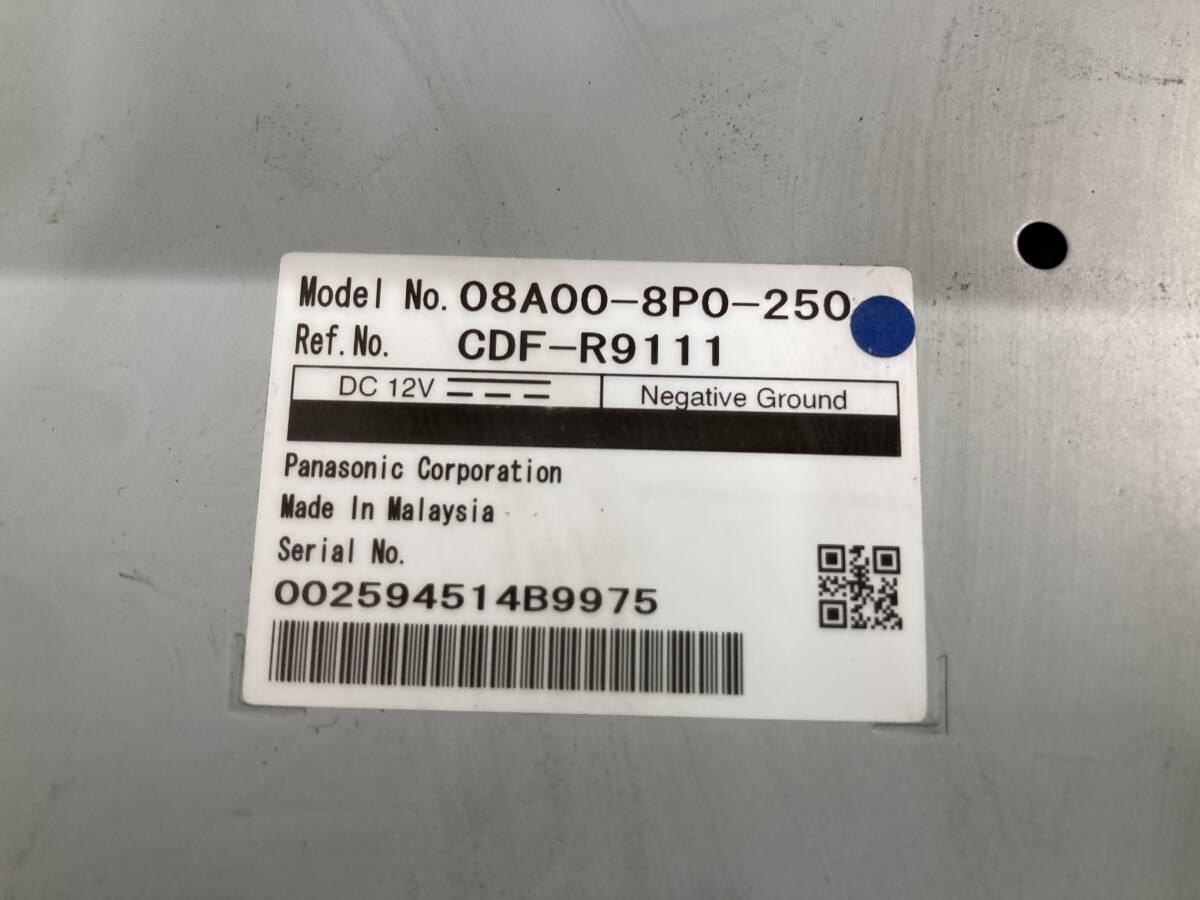 Model No. 08A00-8P0-250
Ref.No. CDF-R9111
DC 12V Negative Ground
Panasonic Corporation
Made In Malaysia
Serial No.
002594514B9975